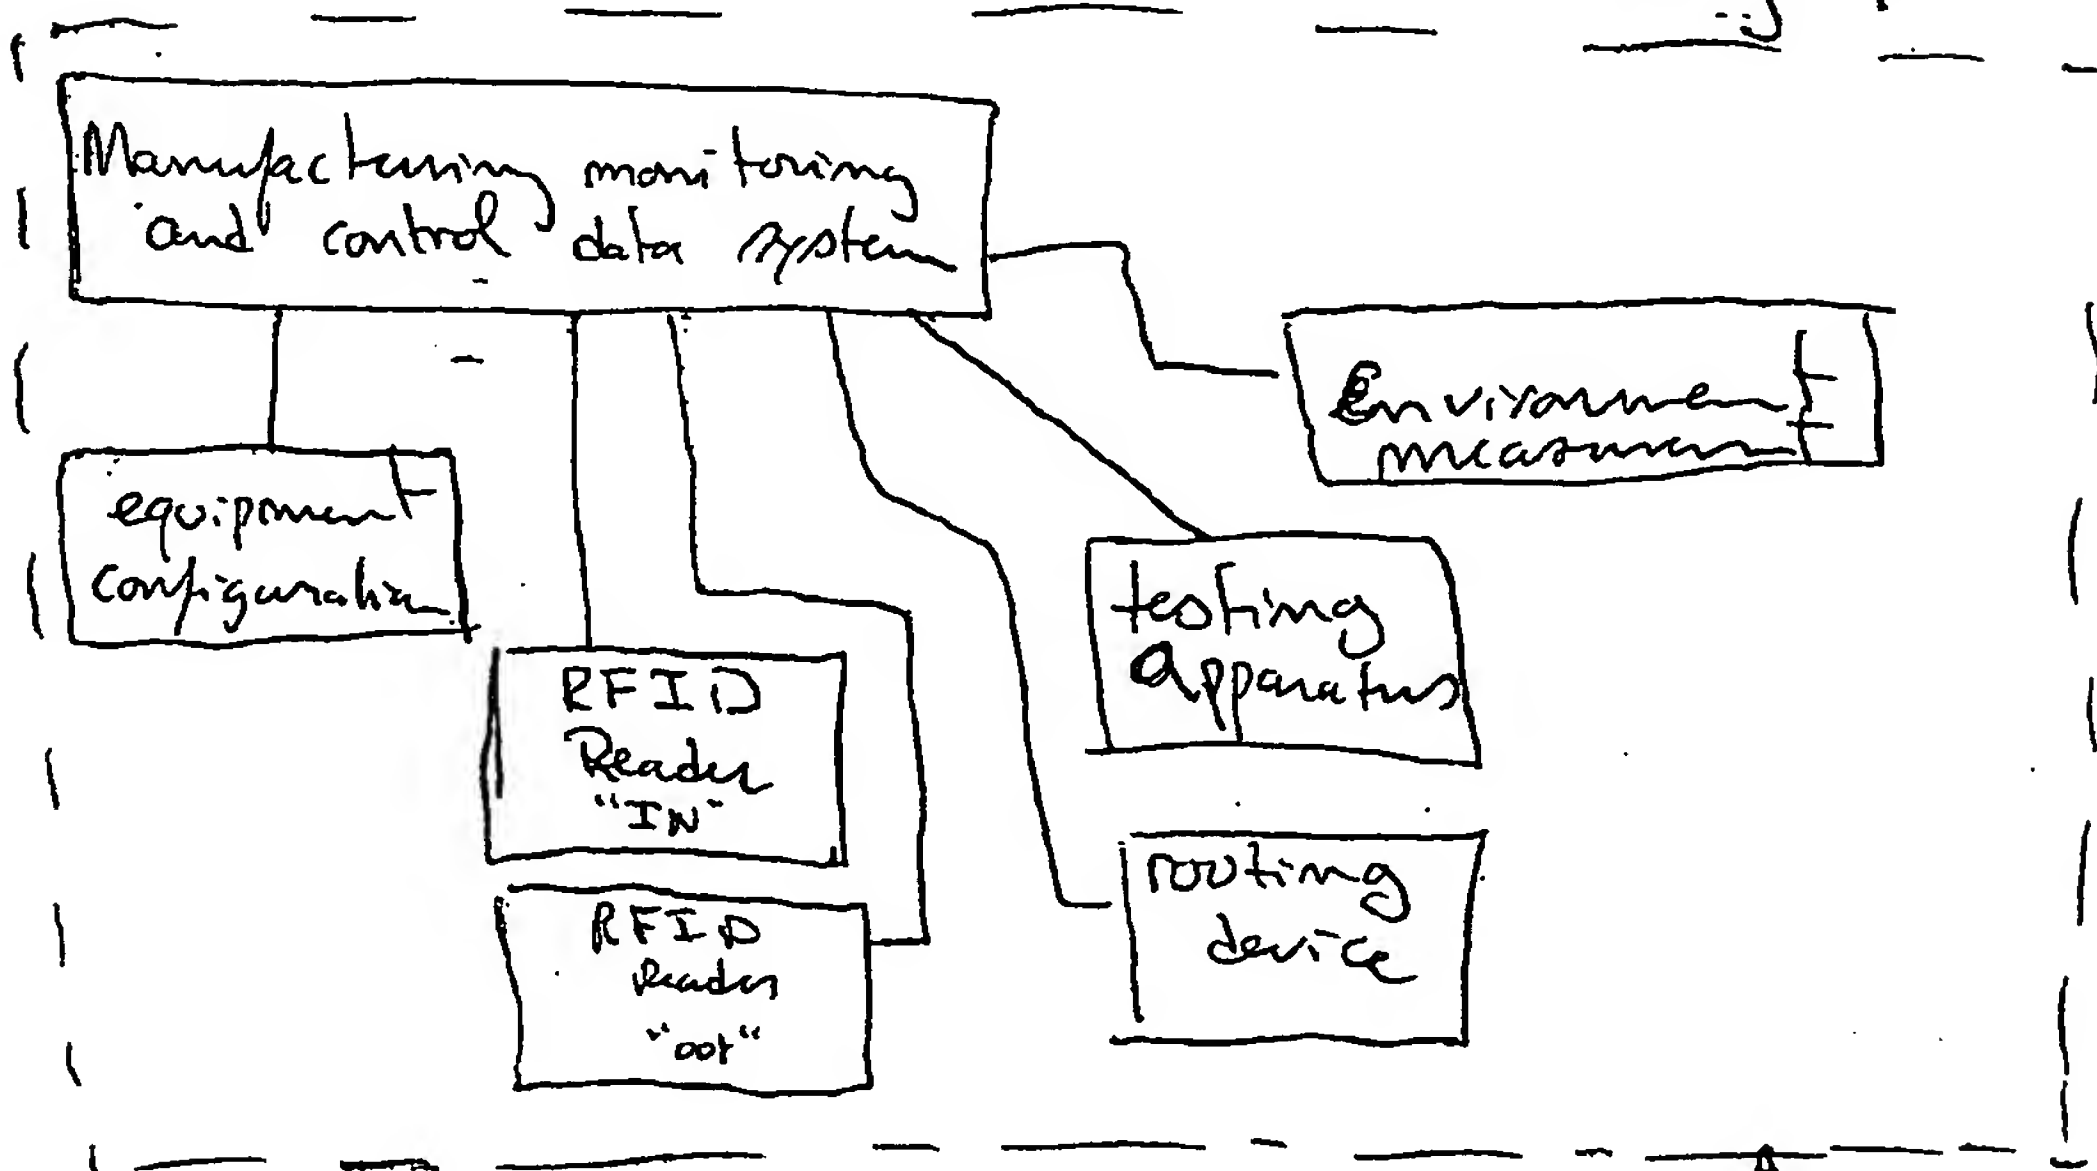 Manufacturing monitoring
and control data system
Environment
measurement
equipment
configuration
testing
apparatus
RFID
Reader
"IN"
routing
device
RFID
Reader
"out"